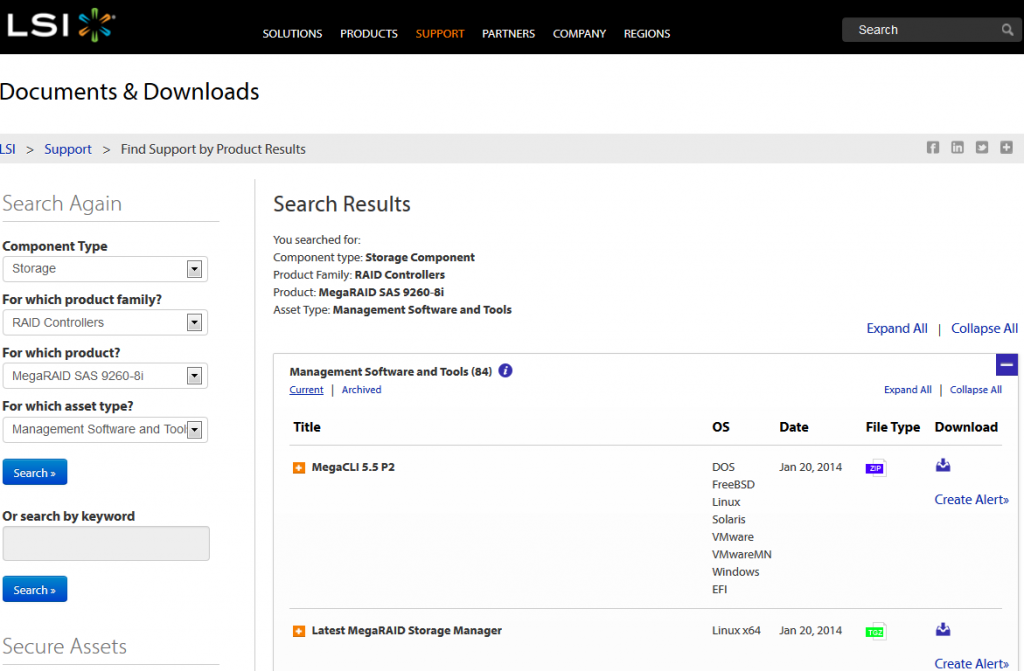 LSI
SOLUTIONS PRODUCTS SUPPORT PARTNERS COMPANY REGIONS
Search
Documents & Downloads
LSI > Support > Find Support by Product Results
Search Again
Component Type
Storage
For which product family?
RAID Controllers
For which product?
MegaRAID SAS 9260-8i
For which asset type?
Management Software and Tool
Search »
Or search by keyword
Search »
Secure Assets
Search Results
You searched for:
Component type: Storage Component
Product Family: RAID Controllers
Product: MegaRAID SAS 9260-8i
Asset Type: Management Software and Tools
Expand All | Collapse All
Management Software and Tools (84) i
Current | Archived
Expand All | Collapse All
Title OS Date File Type Download
MegaCLI 5.5 P2 DOS Jan 20, 2014 ZIP
FreeBSD
Linux
Create Alert»
Solaris
VMware
VMwareMN
Windows
EFI
Latest MegaRAID Storage Manager Linux x64 Jan 20, 2014 TGZ
Create Alert»